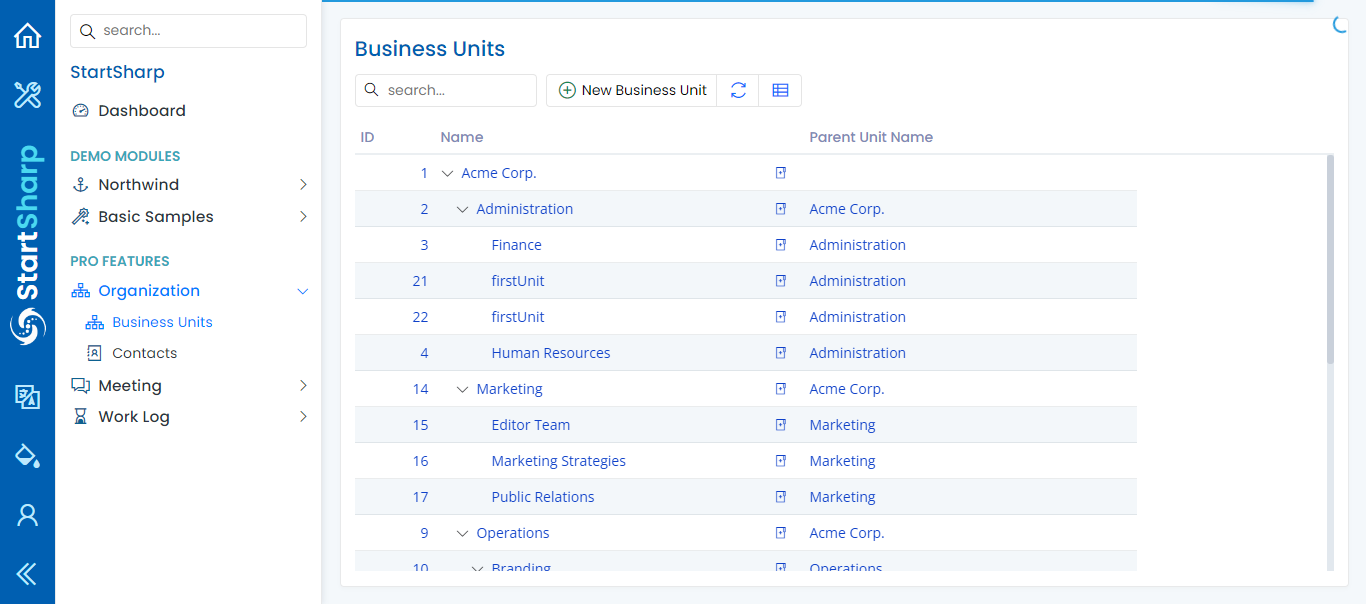 StartSharp
search...
StartSharp
Dashboard
DEMO MODULES
Northwind
Basic Samples
PRO FEATURES
Organization
Business Units
Contacts
Meeting
Work Log
Business Units
search...
New Business Unit
ID Name Parent Unit Name
1 Acme Corp.
2 Administration Acme Corp.
3 Finance Administration
21 firstUnit Administration
22 firstUnit Administration
4 Human Resources Administration
14 Marketing Acme Corp.
15 Editor Team Marketing
16 Marketing Strategies Marketing
17 Public Relations Marketing
9 Operations Acme Corp.
10 Branding Operations